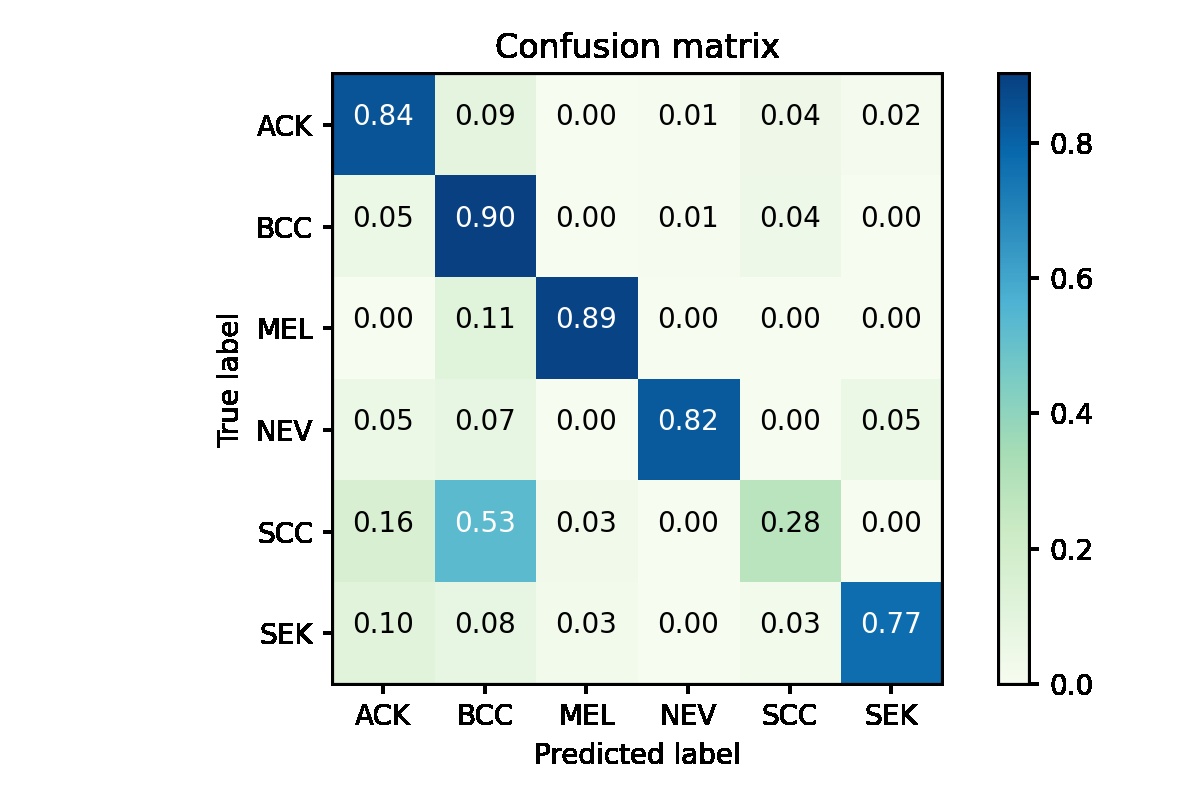 Confusion matrix
ACK 0.84 0.09 0.00 0.01 0.04 0.02
BCC 0.05 0.90 0.00 0.01 0.04 0.00
MEL 0.00 0.11 0.89 0.00 0.00 0.00
NEV 0.05 0.07 0.00 0.82 0.00 0.05
SCC 0.16 0.53 0.03 0.00 0.28 0.00
SEK 0.10 0.08 0.03 0.00 0.03 0.77
ACK BCC MEL NEV SCC SEK
Predicted label
True label
0.8
0.6
0.4
0.2
0.0